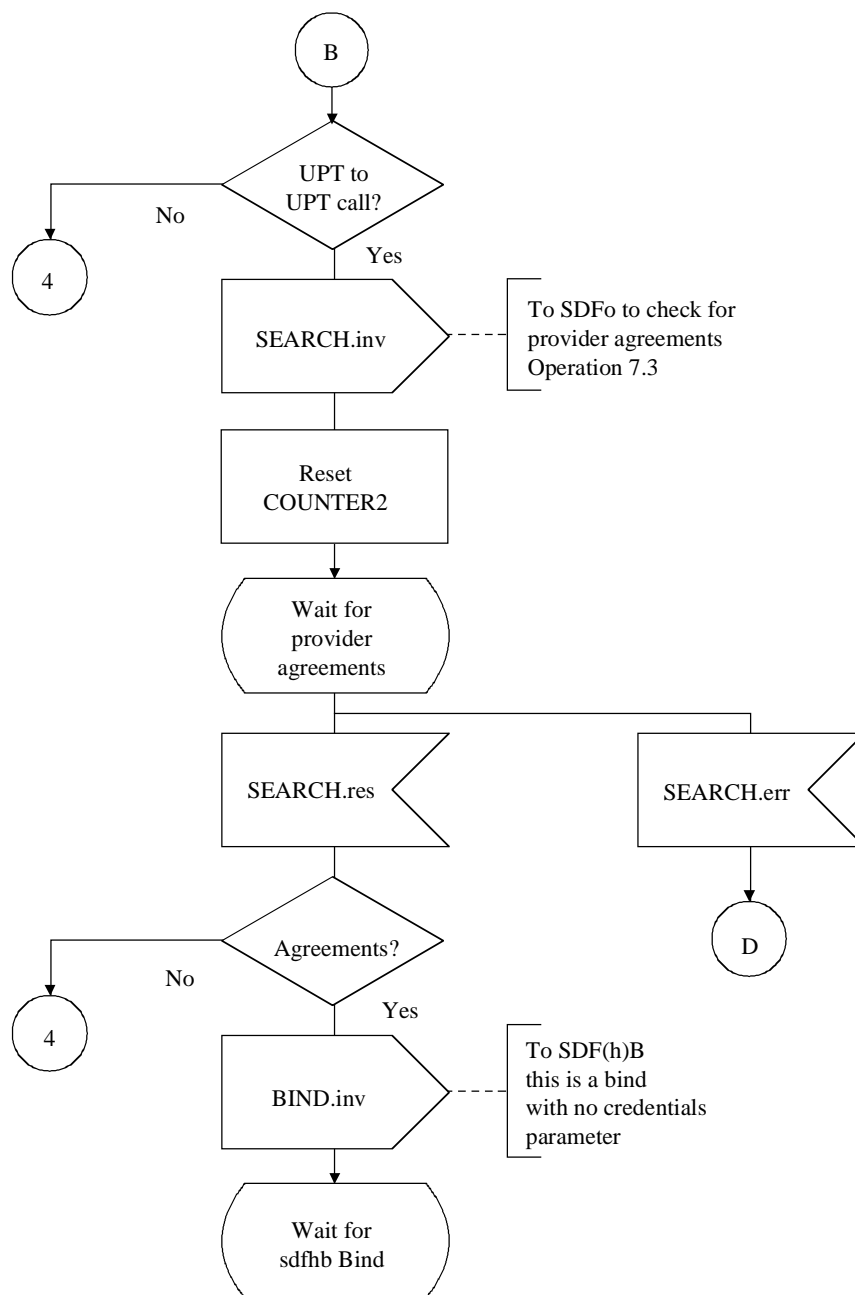 B
UPT to
UPT call?
No
Yes
4
SEARCH.inv
To SDFo to check for
provider agreements
Operation 7.3
Reset
COUNTER2
Wait for
provider
agreements
SEARCH.res
SEARCH.err
Agreements?
D
No
Yes
4
BIND.inv
To SDF(h)B
this is a bind
with no credentials
parameter
Wait for
sdfhb Bind